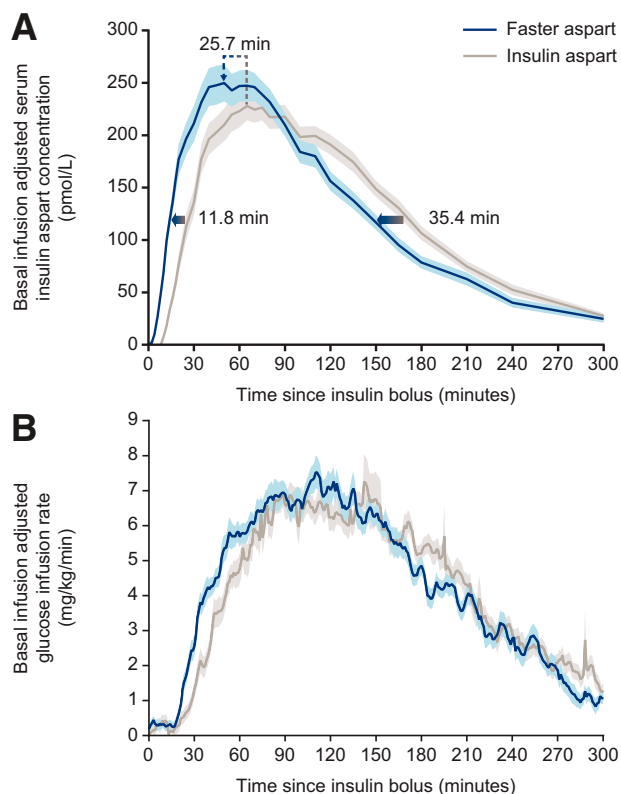 A
Faster aspart
Insulin aspart
25.7 min
11.8 min
35.4 min
Basal infusion adjusted serum
insulin aspart concentration
(pmol/L)
300
250
200
150
100
50
0
0 30 60 90 120 150 180 210 240 270 300
Time since insulin bolus (minutes)
B
Basal infusion adjusted
glucose infusion rate
(mg/kg/min)
9
8
7
6
5
4
3
2
1
0
0 30 60 90 120 150 180 210 240 270 300
Time since insulin bolus (minutes)